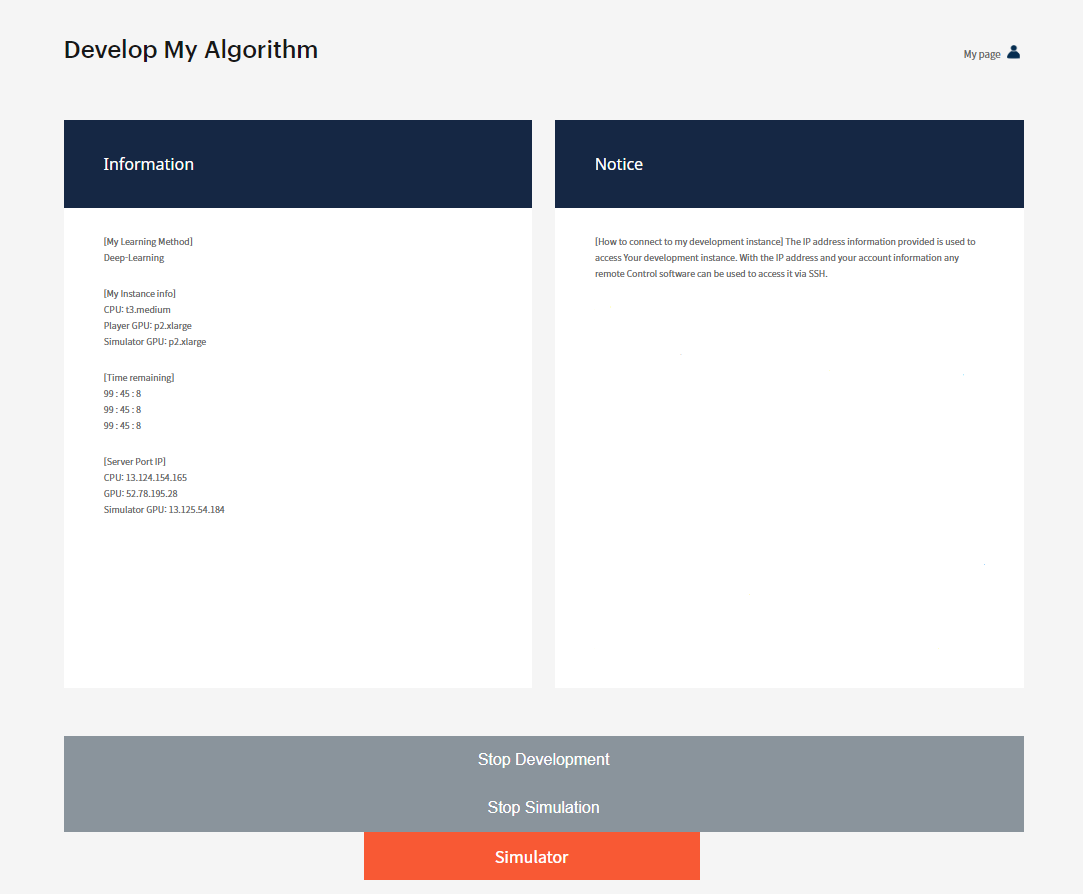 Develop My Algorithm
My page
Information
[My Learning Method]
Deep-Learning
[My Instance info]
CPU: t3.medium
Player GPU: p2.xlarge
Simulator GPU: p2.xlarge
[Time remaining]
99 : 45 : 8
99 : 45 : 8
99 : 45 : 8
[Server Port IP]
CPU: 13.124.154.165
GPU: 52.78.195.28
Simulator GPU: 13.125.54.184
Notice
[How to connect to my development instance] The IP address information provided is used to
access Your development instance. With the IP address and your account information any
remote Control software can be used to access it via SSH.
Stop Development
Stop Simulation
Simulator